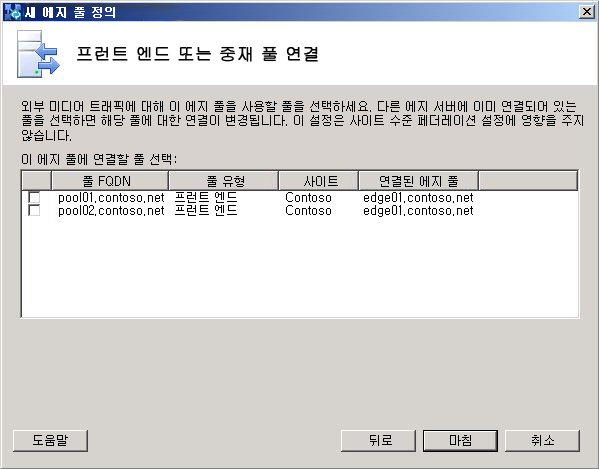 새 에지 풀 정의
프런트 엔드 또는 중재 풀 연결
외부 미디어 트래픽에 대해 이 에지 풀을 사용할 풀을 선택하세요. 다른 에지 서버에 이미 연결되어 있는
풀을 선택하면 해당 풀에 대한 연결이 변경됩니다. 이 설정은 사이트 수준 페더레이션 설정에 영향을 주지
않습니다.
이 에지 풀에 연결할 풀 선택:
풀 FQDN 풀 유형 사이트 연결된 에지 풀
pool01.contoso.net 프런트 엔드 Contoso edge01.contoso.net
pool02.contoso.net 프런트 엔드 Contoso edge01.contoso.net
도움말 뒤로 마침 취소